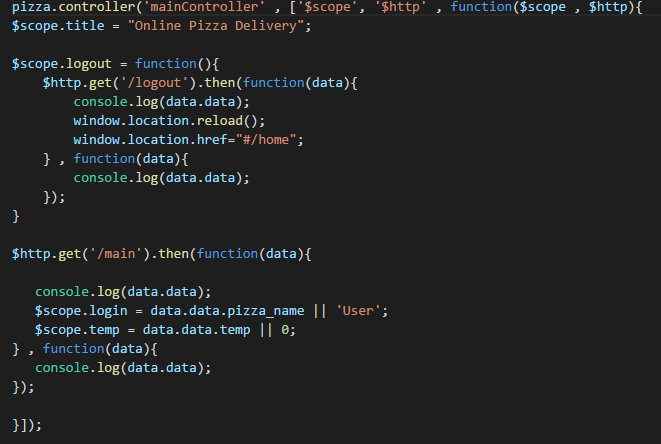 pizza.controller('mainController' , ['$scope', '$http' , function($scope , $http){
$scope.title = "Online Pizza Delivery";
$scope.logout = function(){
$http.get('/logout').then(function(data){
console.log(data.data);
window.location.reload();
window.location.href="#/home";
} , function(data){
console.log(data.data);
});
}
$http.get('/main').then(function(data){
console.log(data.data);
$scope.login = data.data.pizza_name || 'User';
$scope.temp = data.data.temp || 0;
} , function(data){
console.log(data.data);
});
}]);